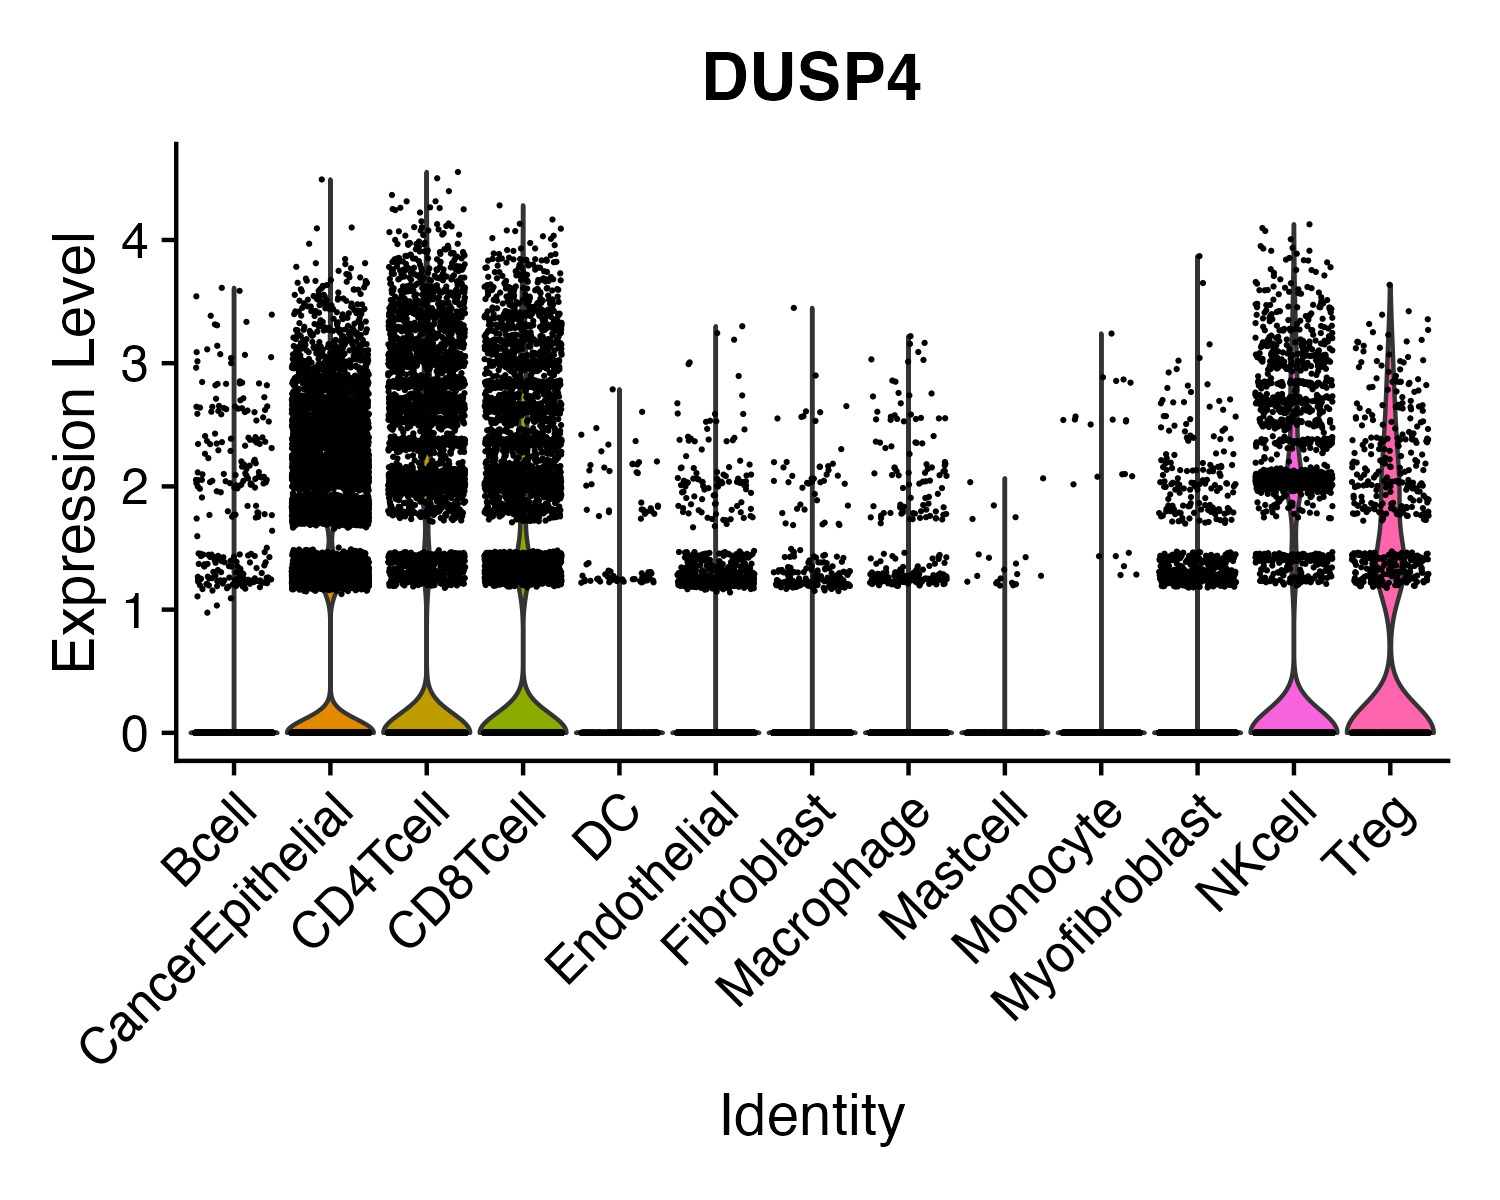 DUSP4
Expression Level
4
3
2
1
0
Bcell
CancerEpithelial
CD4Tcell
CD8Tcell
DC
Endothelial
Fibroblast
Macrophage
Mastcell
Monocyte
Myofibroblast
NKcell
Treg
Identity